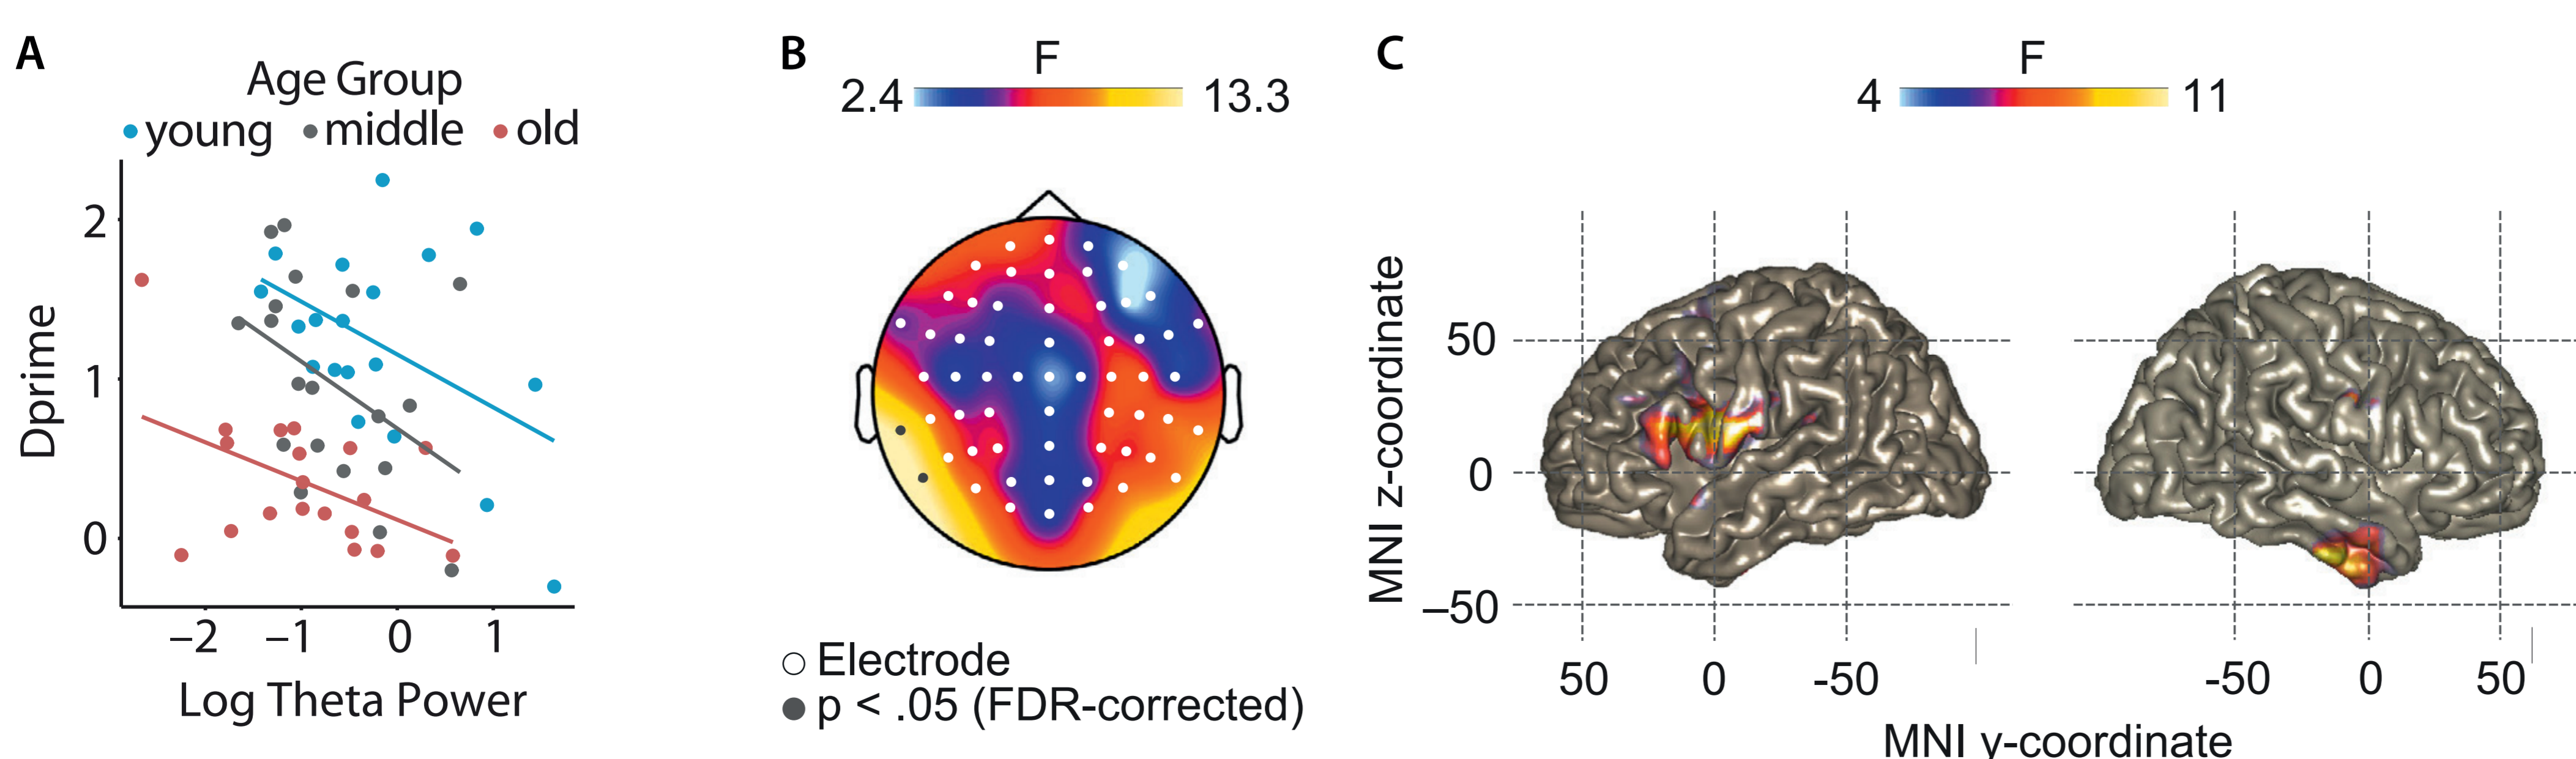 A
Age Group
young middle old
2
1
0
Dprime
−2 −1 0 1
Log Theta Power
B
F
2.4 13.3
Electrode
p < .05 (FDR-corrected)
C
F
4 11
MNI z-coordinate
50
0
−50
50 0 -50 -50 0 50
MNI y-coordinate